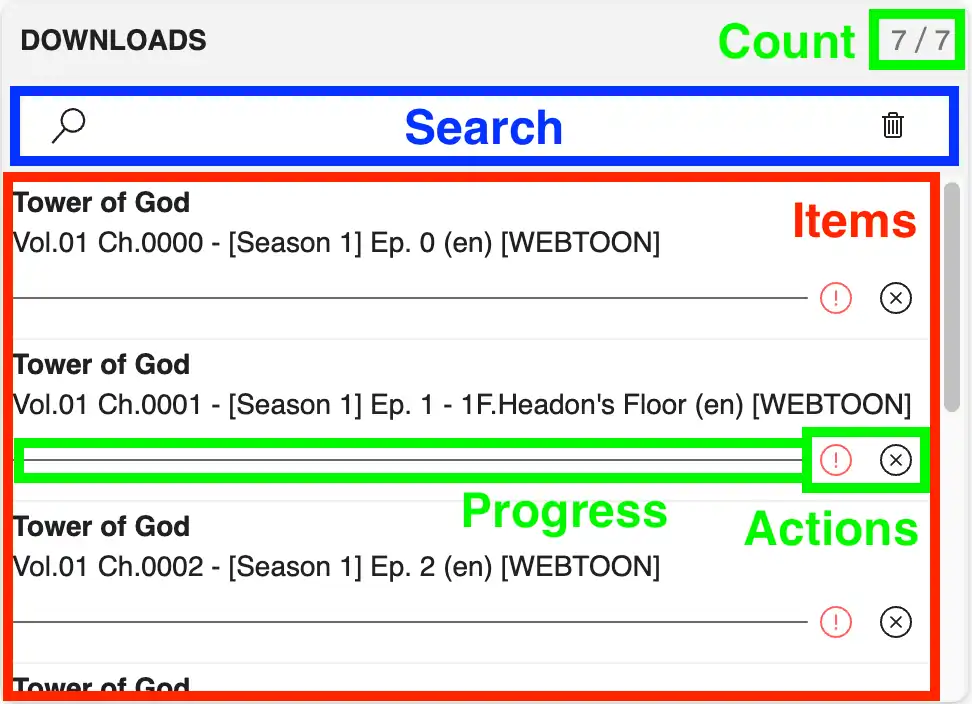 DOWNLOADS Count 7 / 7
Search
Tower of God
Vol.01 Ch.0000 - [Season 1] Ep. 0 (en) [WEBTOON]
Items
Tower of God
Vol.01 Ch.0001 - [Season 1] Ep. 1 - 1F.Headon's Floor (en) [WEBTOON]
Progress
Actions
Tower of God
Vol.01 Ch.0002 - [Season 1] Ep. 2 (en) [WEBTOON]
Tower of God